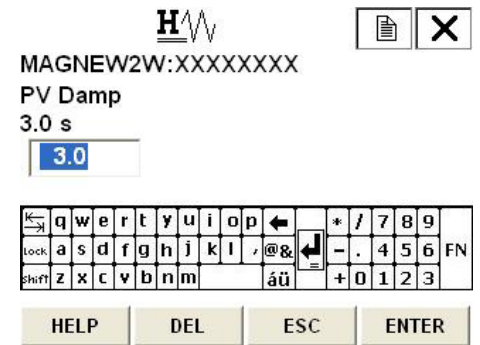 H
MAGNEW2W:XXXXXXXX
PV Damp
3.0 s
3.0
q w e r t y u i o p * / 7 8 9
Lock a s d f g h j k l , @& = - . 4 5 6 FN
Shift z x c v b n m áü + 0 1 2 3
HELP DEL ESC ENTER